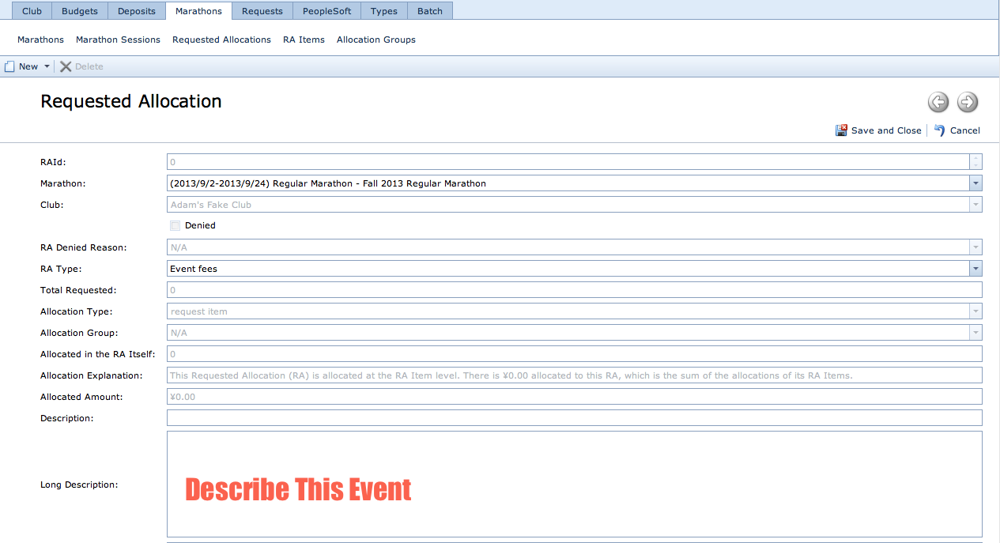 Club Budgets Deposits Marathons Requests PeopleSoft Types Batch
Marathons Marathon Sessions Requested Allocations RA Items Allocation Groups
New Delete
Requested Allocation
Save and Close Cancel
RAId: 0
Marathon: (2013/9/2-2013/9/24) Regular Marathon - Fall 2013 Regular Marathon
Club: Adam's Fake Club
Denied
RA Denied Reason: N/A
RA Type: Event fees
Total Requested: 0
Allocation Type: request item
Allocation Group: N/A
Allocated in the RA Itself: 0
Allocation Explanation: This Requested Allocation (RA) is allocated at the RA Item level. There is ¥0.00 allocated to this RA, which is the sum of the allocations of its RA Items.
Allocated Amount: ¥0.00
Description:
Long Description: Describe This Event